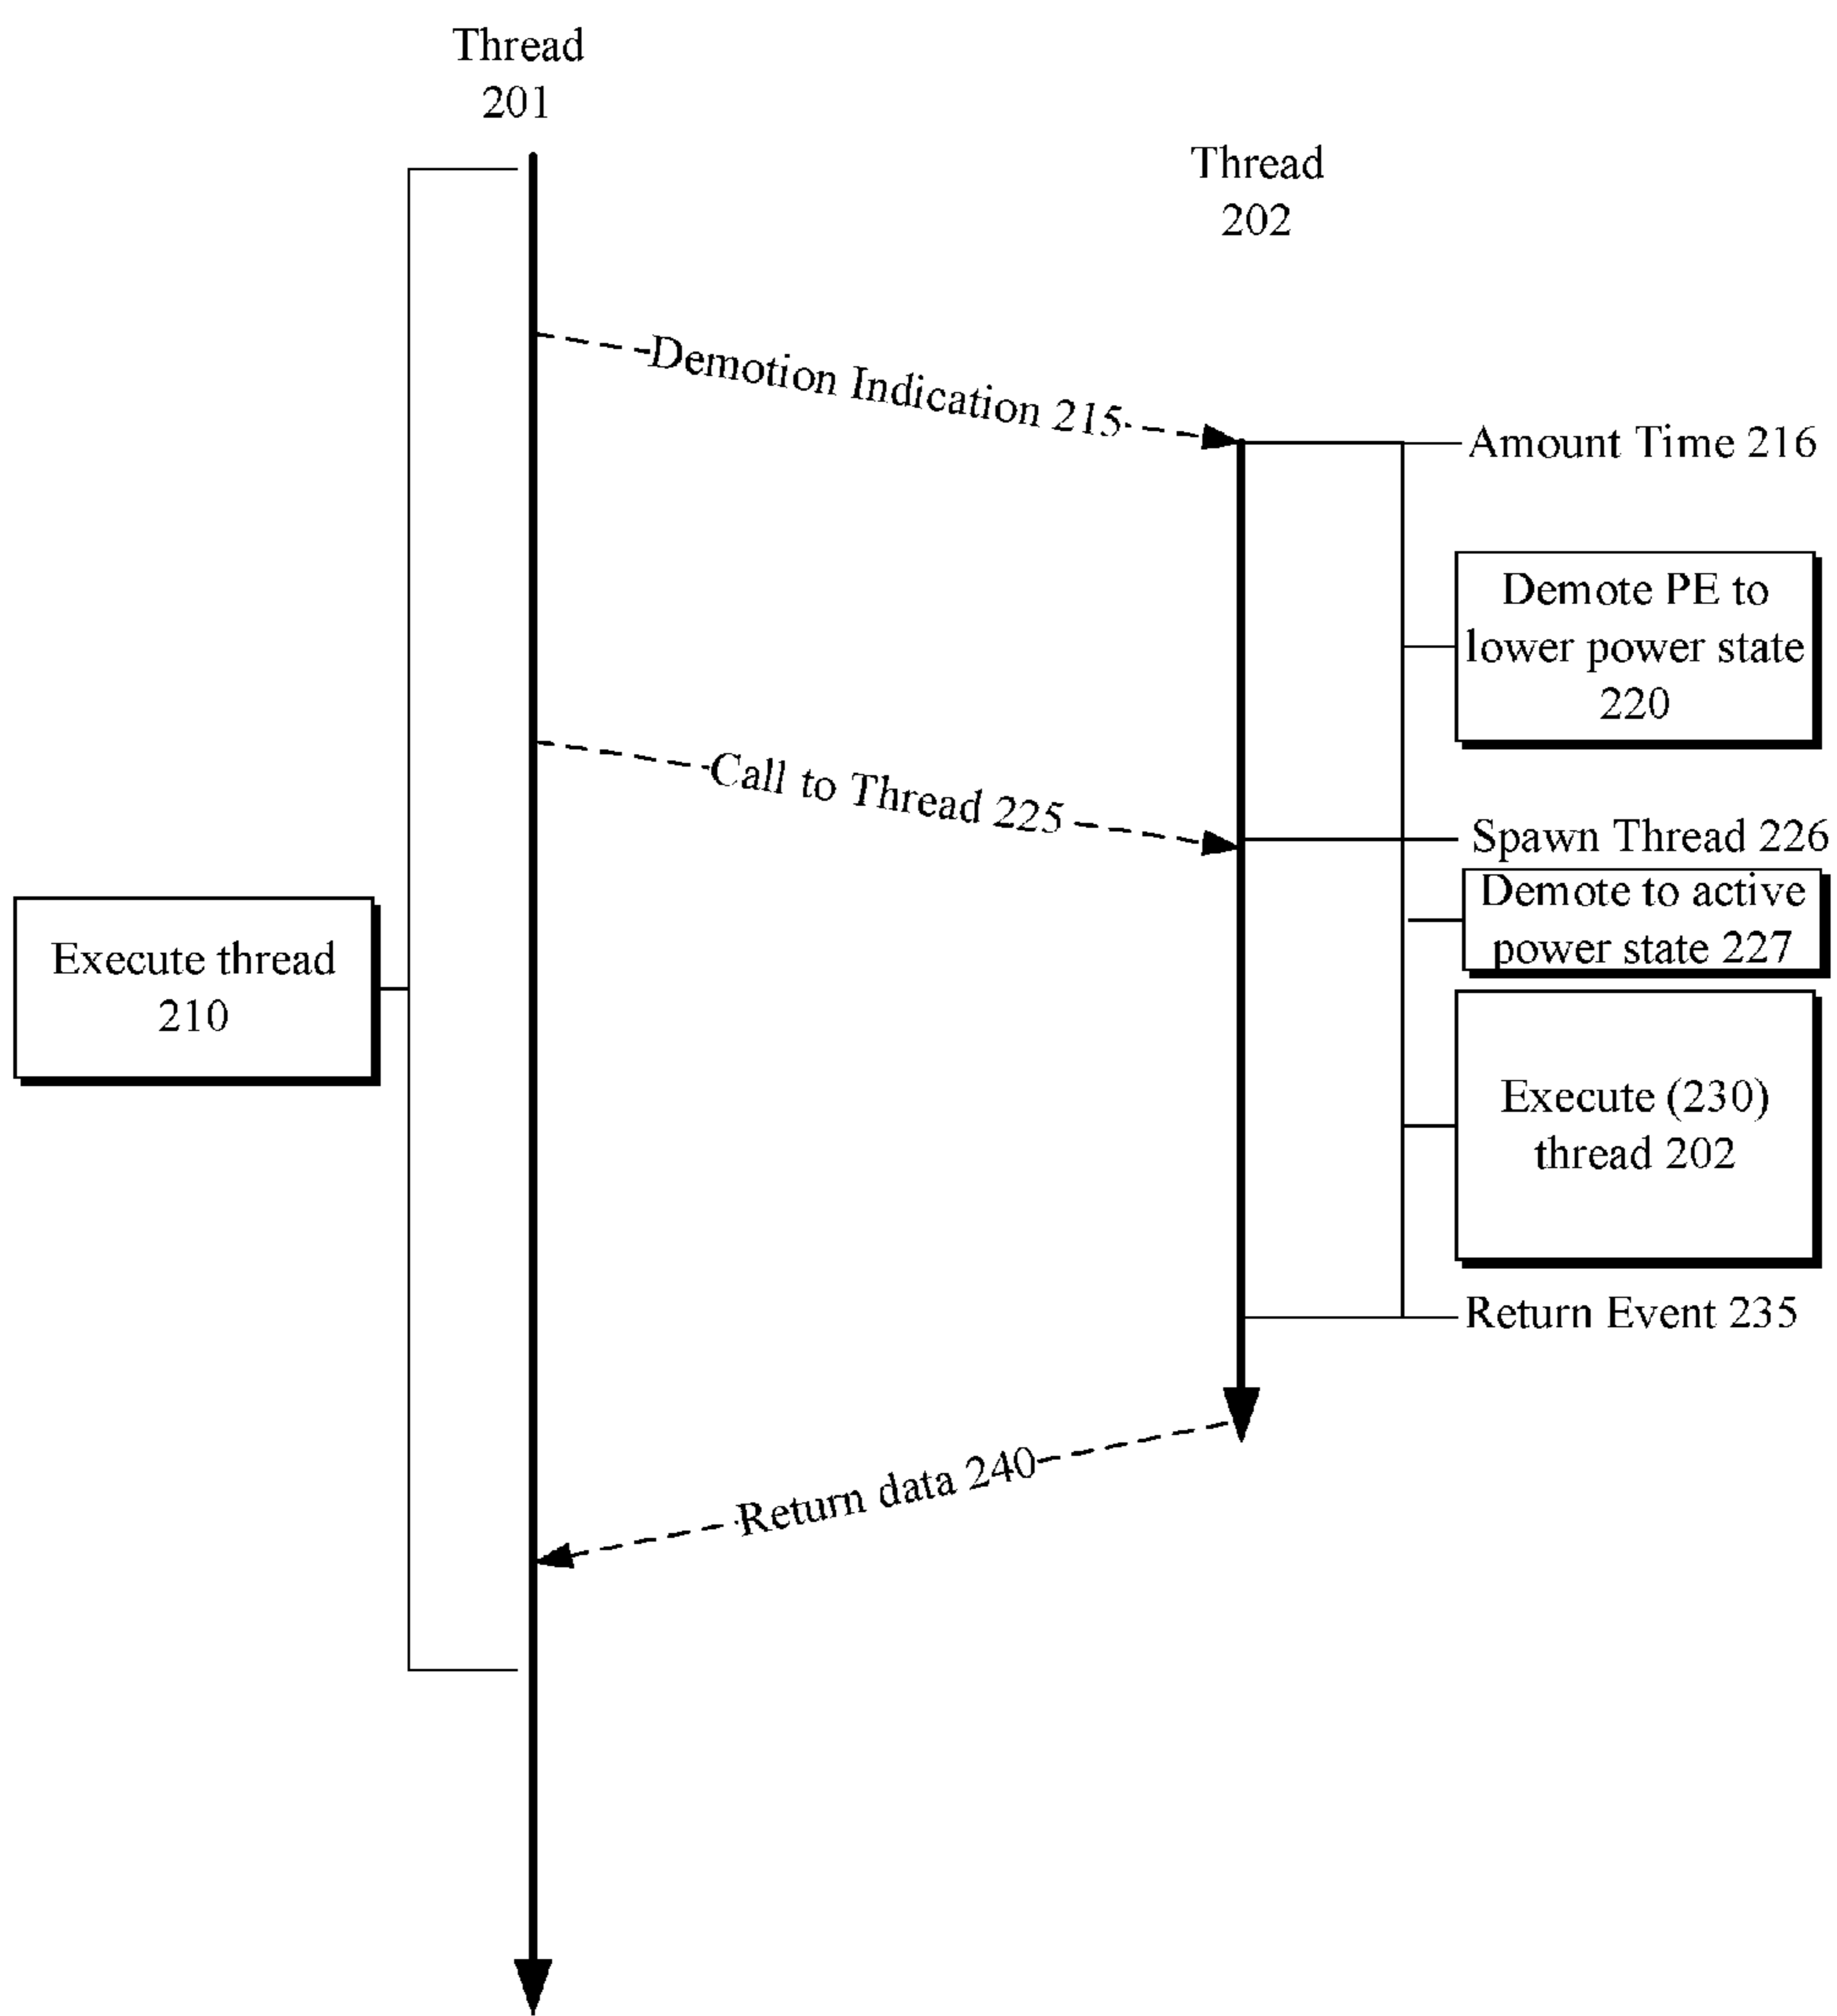 Thread
201
Thread
202
Demotion Indication 215
Amount Time 216
Demote PE to
lower power state
220
Call to Thread 225
Spawn Thread 226
Demote to active
power state 227
Execute thread
210
Execute (230)
thread 202
Return Event 235
Return data 240